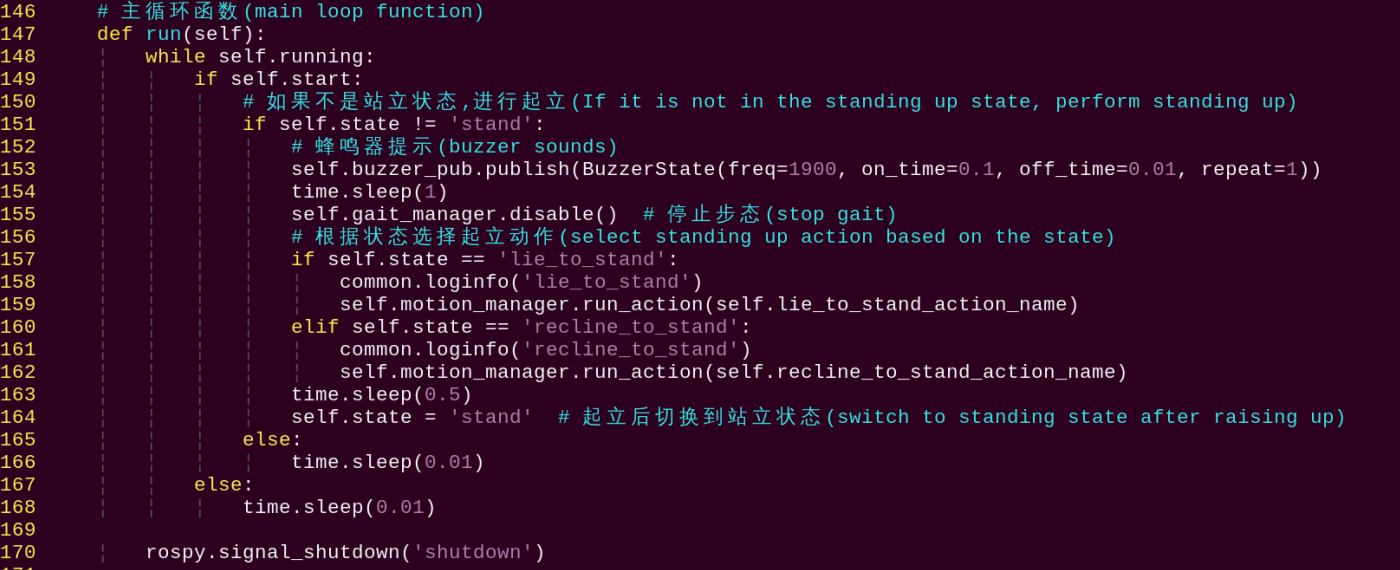 146     # 主循环函数(main loop function)
147     def run(self):
148         while self.running:
149             if self.start:
150                 # 如果不是站立状态,进行起立(If it is not in the standing up state, perform standing up)
151                 if self.state != 'stand':
152                     # 蜂鸣器提示(buzzer sounds)
153                     self.buzzer_pub.publish(BuzzerState(freq=1900, on_time=0.1, off_time=0.01, repeat=1))
154                     time.sleep(1)
155                     self.gait_manager.disable()  # 停止步态(stop gait)
156                     # 根据状态选择起立动作(select standing up action based on the state)
157                     if self.state == 'lie_to_stand':
158                         common.loginfo('lie_to_stand')
159                         self.motion_manager.run_action(self.lie_to_stand_action_name)
160                     elif self.state == 'recline_to_stand':
161                         common.loginfo('recline_to_stand')
162                         self.motion_manager.run_action(self.recline_to_stand_action_name)
163                     time.sleep(0.5)
164                     self.state = 'stand'  # 起立后切换到站立状态(switch to standing state after raising up)
165                 else:
166                     time.sleep(0.01)
167             else:
168                 time.sleep(0.01)
169
170         rospy.signal_shutdown('shutdown')